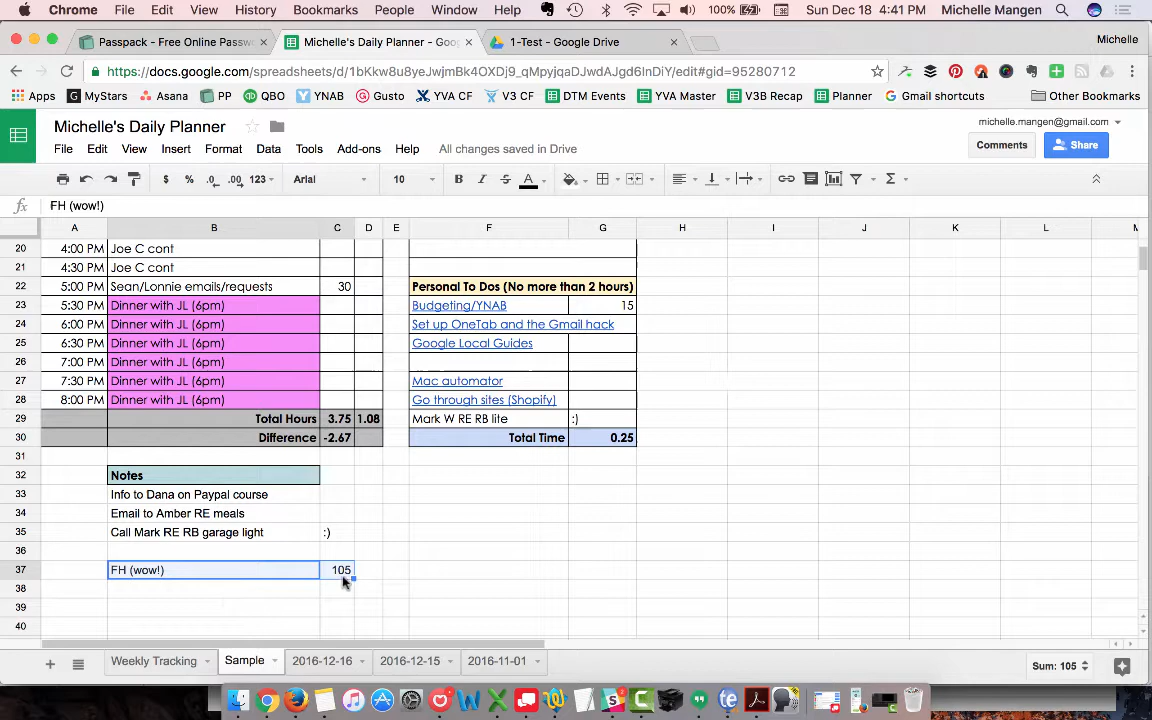 Chrome File Edit View History Bookmarks People Window Help 100% Sun Dec 18 4:41 PM Michelle Mangen
Passpack - Free Online Passw × Michelle's Daily Planner - Goo × 1-Test - Google Drive × Michelle
https://docs.google.com/spreadsheets/d/1bKkw8u8yeJwjmBk4OXDj9_qMpyjqaDJwdAJgd6InDiY/edit#gid=95280712
Apps MyStars Asana PP QBO YNAB Gusto YVA CF V3 CF DTM Events YVA Master V3B Recap Planner Gmail shortcuts Other Bookmarks
Michelle's Daily Planner michelle.mangen@gmail.com
File Edit View Insert Format Data Tools Add-ons Help All changes saved in Drive Comments Share
$ % .0 .00 123 Arial 10 B I S A Σ
fx FH (wow!)
A B C D E F G H I J K L M
20 4:00 PM Joe C cont
21 4:30 PM Joe C cont
22 5:00 PM Sean/Lonnie emails/requests 30 Personal To Dos (No more than 2 hours)
23 5:30 PM Dinner with JL (6pm) Budgeting/YNAB 15
24 6:00 PM Dinner with JL (6pm) Set up OneTab and the Gmail hack
25 6:30 PM Dinner with JL (6pm) Google Local Guides
26 7:00 PM Dinner with JL (6pm)
27 7:30 PM Dinner with JL (6pm) Mac automator
28 8:00 PM Dinner with JL (6pm) Go through sites (Shopify)
29 Total Hours 3.75 1.08 Mark W RE RB lite :)
30 Difference -2.67 Total Time 0.25
31
32 Notes
33 Info to Dana on Paypal course
34 Email to Amber RE meals
35 Call Mark RE RB garage light :)
36
37 FH (wow!) 105
38
39
40
+ Weekly Tracking Sample 2016-12-16 2016-12-15 2016-11-01 Sum: 105